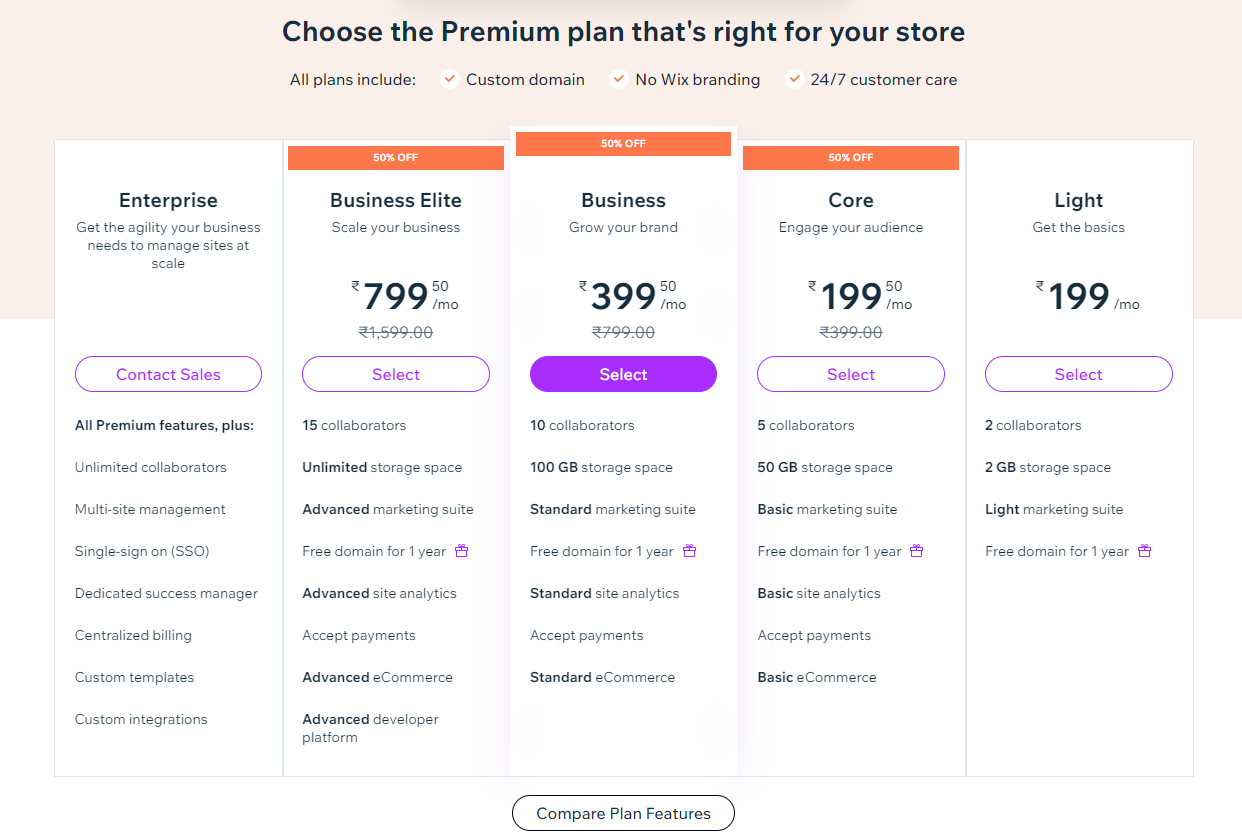 Choose the Premium plan that's right for your store
All plans include: Custom domain No Wix branding 24/7 customer care
Enterprise
Get the agility your business
needs to manage sites at
scale
Contact Sales
All Premium features, plus:
Unlimited collaborators
Multi-site management
Single-sign on (SSO)
Dedicated success manager
Centralized billing
Custom templates
Custom integrations
50% OFF
Business Elite
Scale your business
₹ 799 50 /mo
₹1,599.00
Select
15 collaborators
Unlimited storage space
Advanced marketing suite
Free domain for 1 year
Advanced site analytics
Accept payments
Advanced eCommerce
Advanced developer
platform
50% OFF
Business
Grow your brand
₹ 399 50 /mo
₹799.00
Select
10 collaborators
100 GB storage space
Standard marketing suite
Free domain for 1 year
Standard site analytics
Accept payments
Standard eCommerce
50% OFF
Core
Engage your audience
₹ 199 50 /mo
₹399.00
Select
5 collaborators
50 GB storage space
Basic marketing suite
Free domain for 1 year
Basic site analytics
Accept payments
Basic eCommerce
Light
Get the basics
₹ 199 /mo
Select
2 collaborators
2 GB storage space
Light marketing suite
Free domain for 1 year
Compare Plan Features